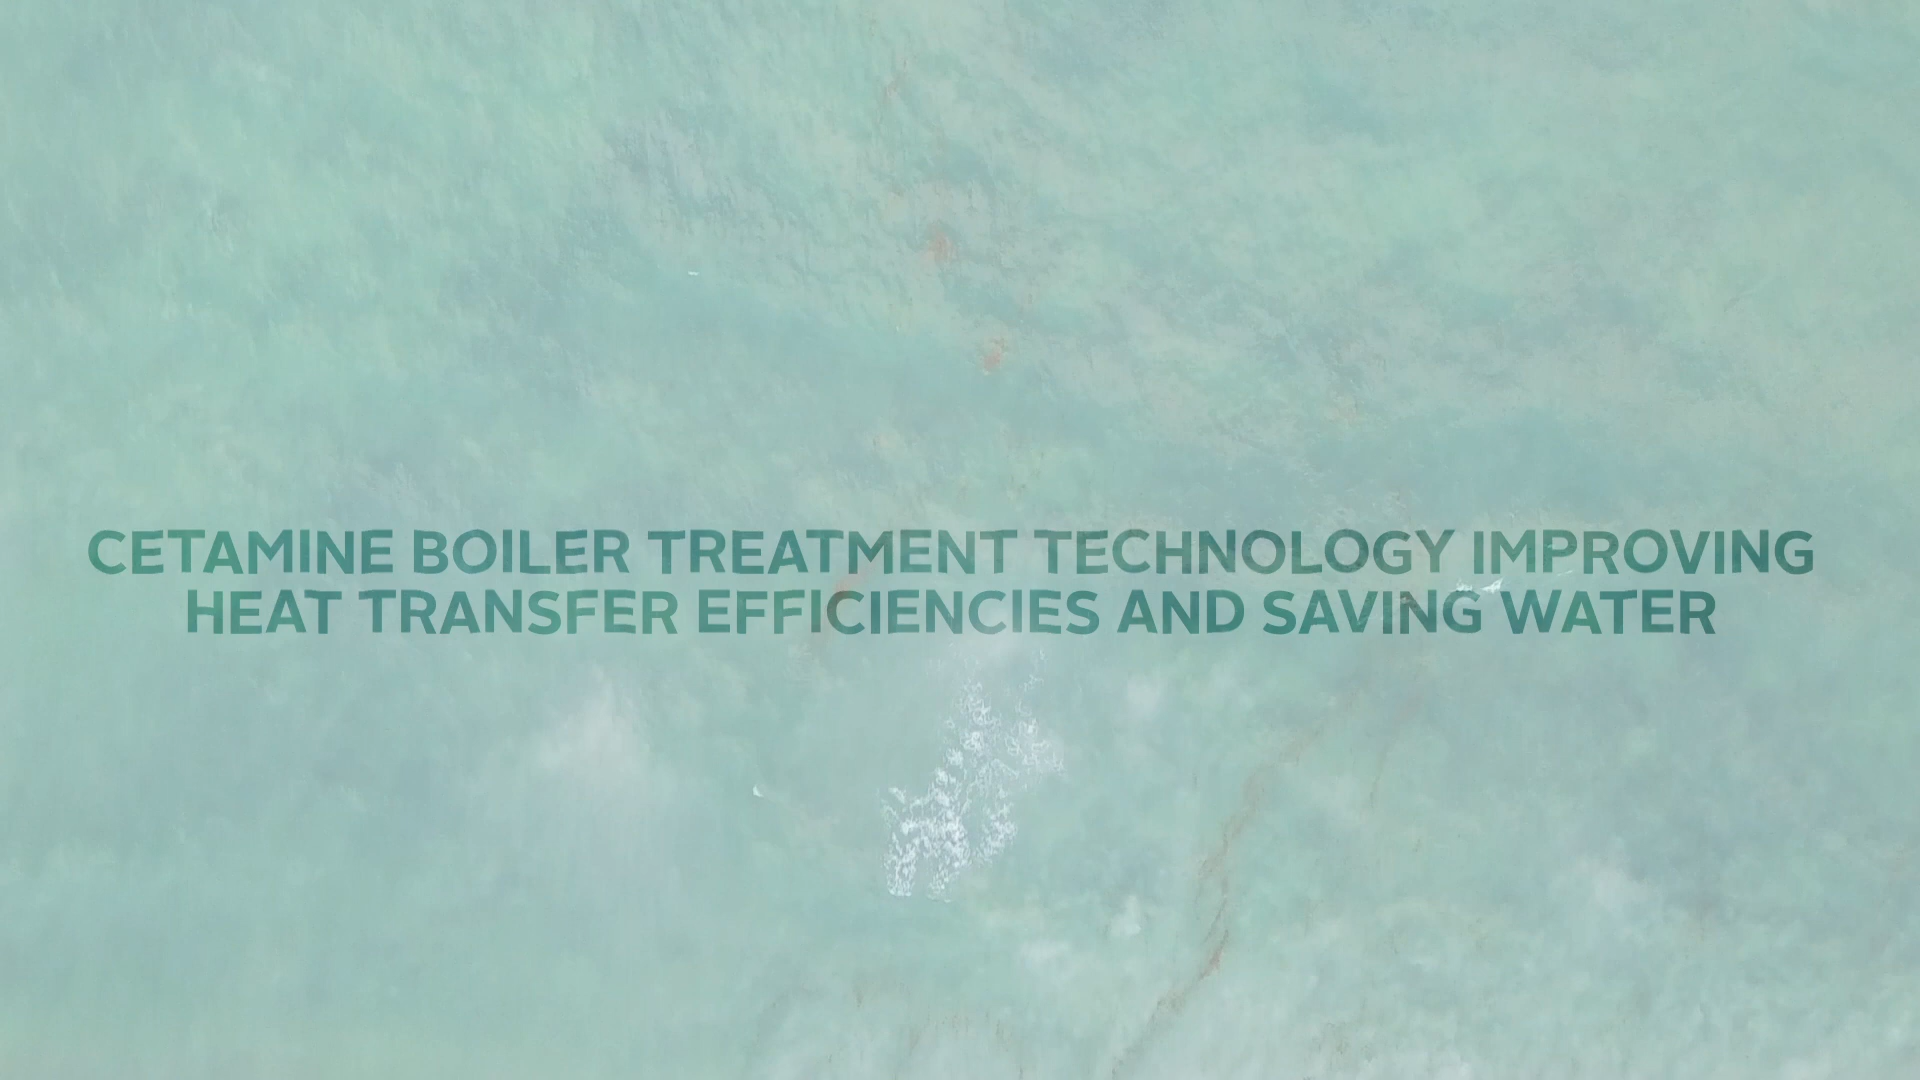 CETAMINE BOILER TREATMENT TECHNOLOGY IMPROVING
HEAT TRANSFER EFFICIENCIES AND SAVING WATER